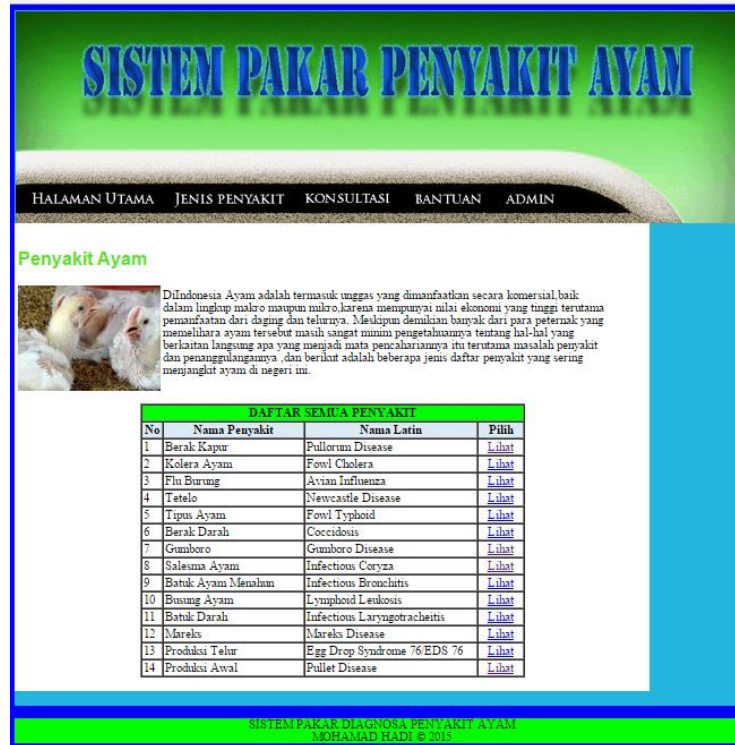 SISTEM PAKAR PENYAKIT AYAM
HALAMAN UTAMA JENIS PENYAKIT KONSULTASI BANTUAN ADMIN
Penyakit Ayam
DiIndonesia Ayam adalah termasuk unggas yang dimanfaatkan secara komersial,baik
dalam lingkup makro maupun mikro,karena mempunyai nilai ekonomi yang tinggi terutama
pemanfaatan dari daging dan telurnya. Meskipun demikian banyak dari para peternak yang
memelihara ayam tersebut masih sangat minim pengetahuannya tentang hal-hal yang
berkaitan langsung apa yang menjadi mata pencahariannya itu terutama masalah penyakit
dan penanggulangannya ,dan berikut adalah beberapa jenis daftar penyakit yang sering
menjangkit ayam di negeri ini.
DAFTAR SEMUA PENYAKIT
No Nama Penyakit Nama Latin Pilih
1 Berak Kapur Pullorum Disease Lihat
2 Kolera Ayam Fowl Cholera Lihat
3 Flu Burung Avian Influenza Lihat
4 Tetelo Newcastle Disease Lihat
5 Tipus Ayam Fowl Typhoid Lihat
6 Berak Darah Coccidosis Lihat
7 Gumboro Gumboro Disease Lihat
8 Salesma Ayam Infectious Coryza Lihat
9 Batuk Ayam Menahun Infectious Bronchitis Lihat
10 Busung Ayam Lymphoid Leukosis Lihat
11 Batuk Darah Infectious Laryngotracheitis Lihat
12 Mareks Mareks Disease Lihat
13 Produksi Telur Egg Drop Syndrome 76/EDS 76 Lihat
14 Produksi Awal Pullet Disease Lihat
SISTEM PAKAR DIAGNOSA PENYAKIT AYAM
MOHAMAD HADI © 2015